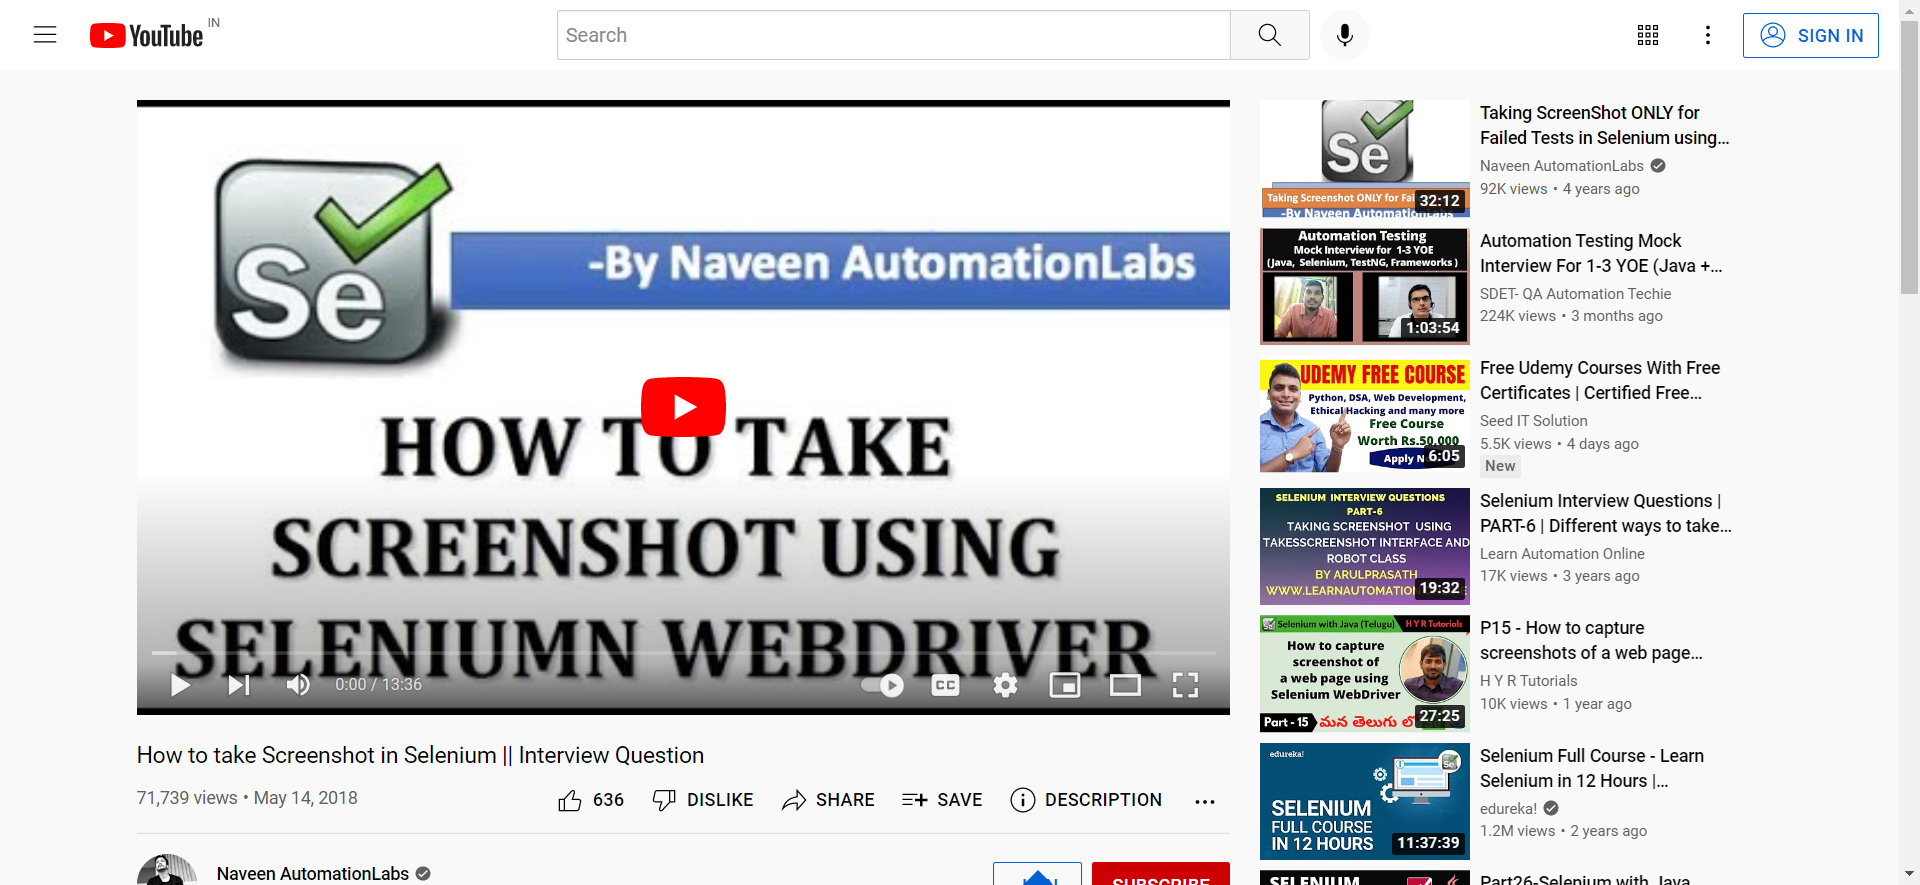 YouTube IN
Search
SIGN IN
Se
-By Naveen AutomationLabs
HOW TO TAKE
SCREENSHOT USING
SELENIUMN WEBDRIVER
0:00 / 13:36
CC
How to take Screenshot in Selenium || Interview Question
71,739 views • May 14, 2018
636
DISLIKE
SHARE
SAVE
DESCRIPTION
Naveen AutomationLabs
SUBSCRIBE
Se
Taking Screenshot ONLY for Fai
-By Naveen AutomationLabs
32:12
Taking ScreenShot ONLY for
Failed Tests in Selenium using...
Naveen AutomationLabs
92K views • 4 years ago
Automation Testing
Mock Interview for 1-3 YOE
(Java, Selenium, TestNG, Frameworks )
1:03:54
Automation Testing Mock
Interview For 1-3 YOE (Java +...
SDET- QA Automation Techie
224K views • 3 months ago
UDEMY FREE COURSE
Python, DSA, Web Development,
Ethical Hacking and many more
Free Course
Worth Rs.50,000
Apply N
6:05
Free Udemy Courses With Free
Certificates | Certified Free...
Seed IT Solution
5.5K views • 4 days ago
New
SELENIUM INTERVIEW QUESTIONS
PART-6
TAKING SCREENSHOT USING
TAKESSCREENSHOT INTERFACE AND
ROBOT CLASS
BY ARULPRASATH
WWW.LEARNAUTOMATIO
19:32
Selenium Interview Questions |
PART-6 | Different ways to take...
Learn Automation Online
17K views • 3 years ago
Se Selenium with Java (Telugu) H Y R Tutorials
How to capture
screenshot of
a web page using
Selenium WebDriver
Part - 15 మన తెలుగు లో
27:25
P15 - How to capture
screenshots of a web page...
H Y R Tutorials
10K views • 1 year ago
edureka!
Se
SELENIUM
FULL COURSE
IN 12 HOURS
11:37:39
Selenium Full Course - Learn
Selenium in 12 Hours |...
edureka!
1.2M views • 2 years ago
SELENIUM
Part26-Selenium with Java